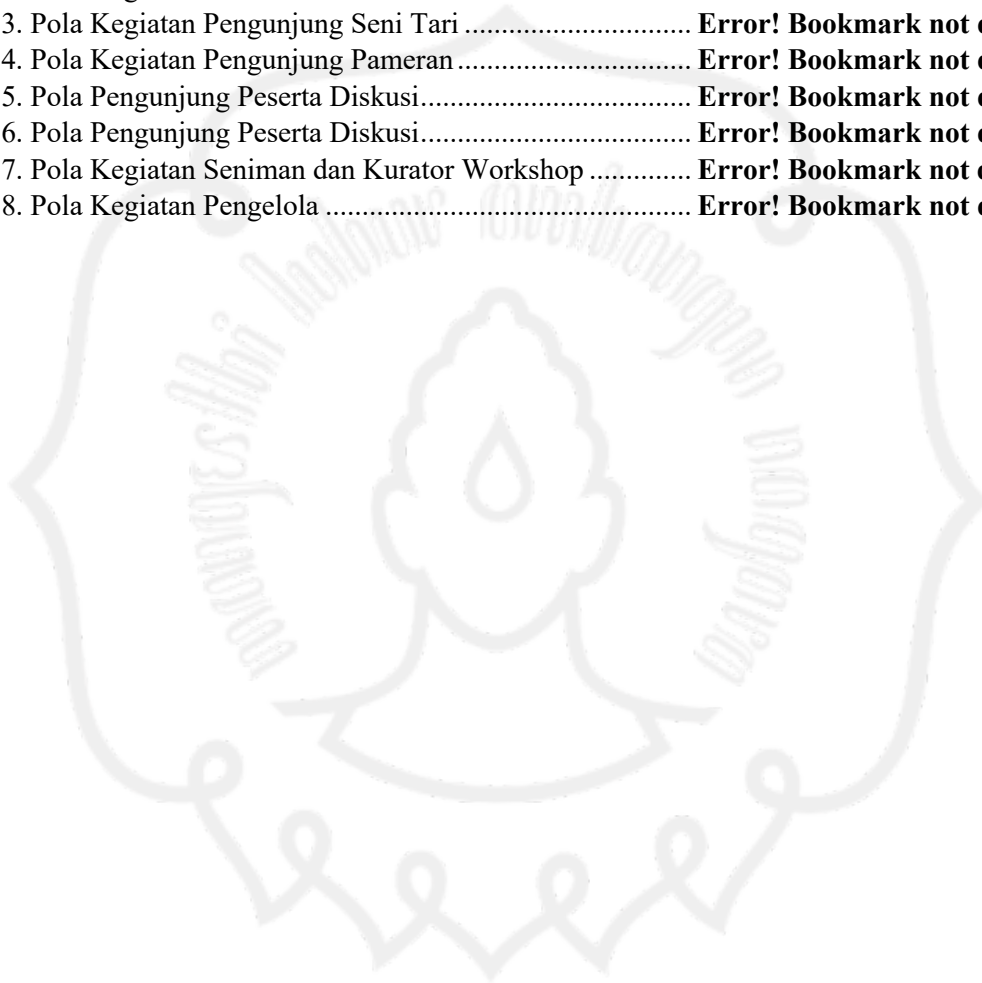 3. Pola Kegiatan Pengunjung Seni Tari ............................... Error! Bookmark not
4. Pola Kegiatan Pengunjung Pameran ................................ Error! Bookmark not
5. Pola Pengunjung Peserta Diskusi..................................... Error! Bookmark not
6. Pola Pengunjung Peserta Diskusi..................................... Error! Bookmark not
7. Pola Kegiatan Seniman dan Kurator Workshop .............. Error! Bookmark not
8. Pola Kegiatan Pengelola .................................................. Error! Bookmark not